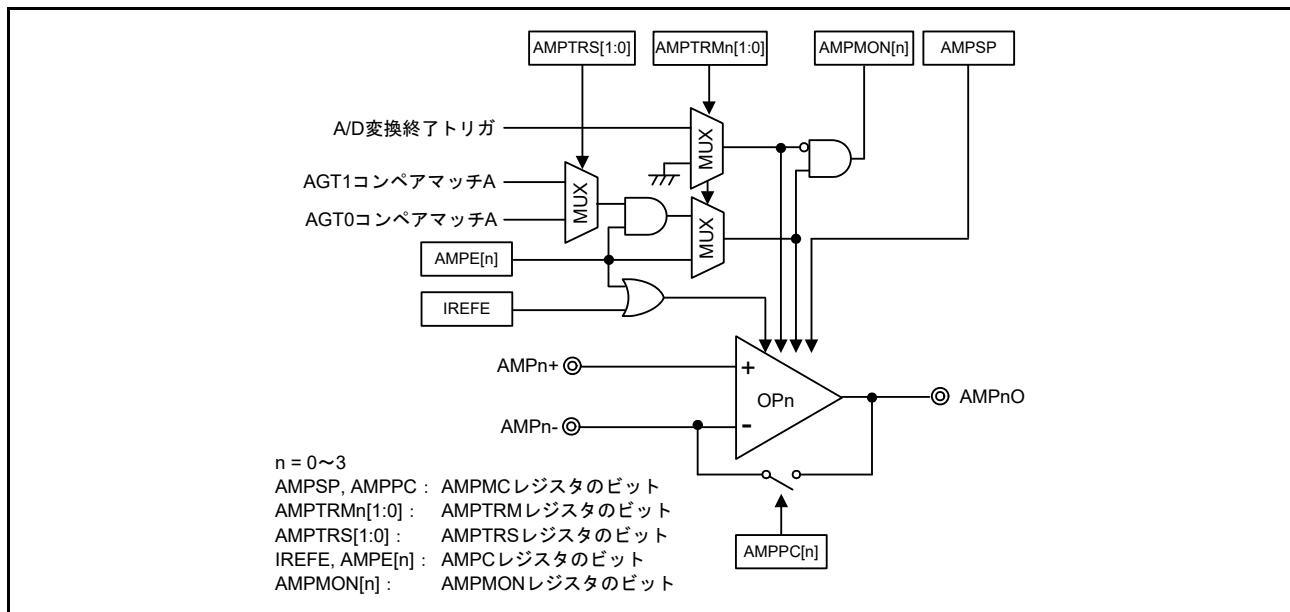 AMPTRS[1:0]
AMPTRMn[1:0]
AMPMON[n]
AMPSP
A/D変換終了トリガ
MUX
AGT1コンペアマッチA
MUX
AGT0コンペアマッチA
MUX
AMPE[n]
IREFE
AMPn+
+
OPn
AMPnO
AMPn-
-
n = 0～3
AMPSP, AMPPC： AMPMCレジスタのビット
AMPTRMn[1:0]： AMPTRMレジスタのビット
AMPTRS[1:0]： AMPTRSレジスタのビット
IREFE, AMPE[n]： AMPCレジスタのビット
AMPMON[n]： AMPMONレジスタのビット
AMPPC[n]